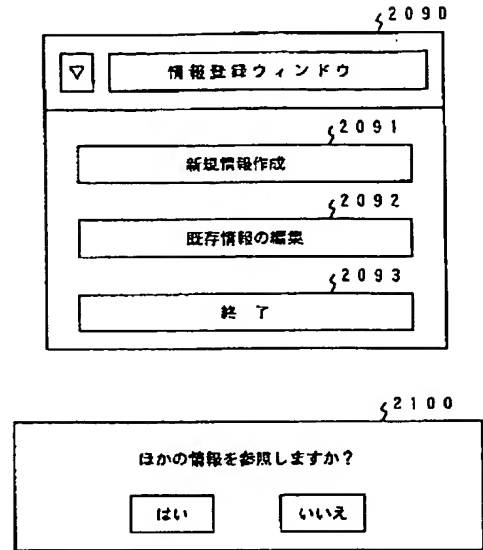 2090
▽ 情報登録ウィンドウ
2091
新規情報作成
2092
既存情報の編集
2093
終 了
2100
ほかの情報を参照しますか?
はい いいえ